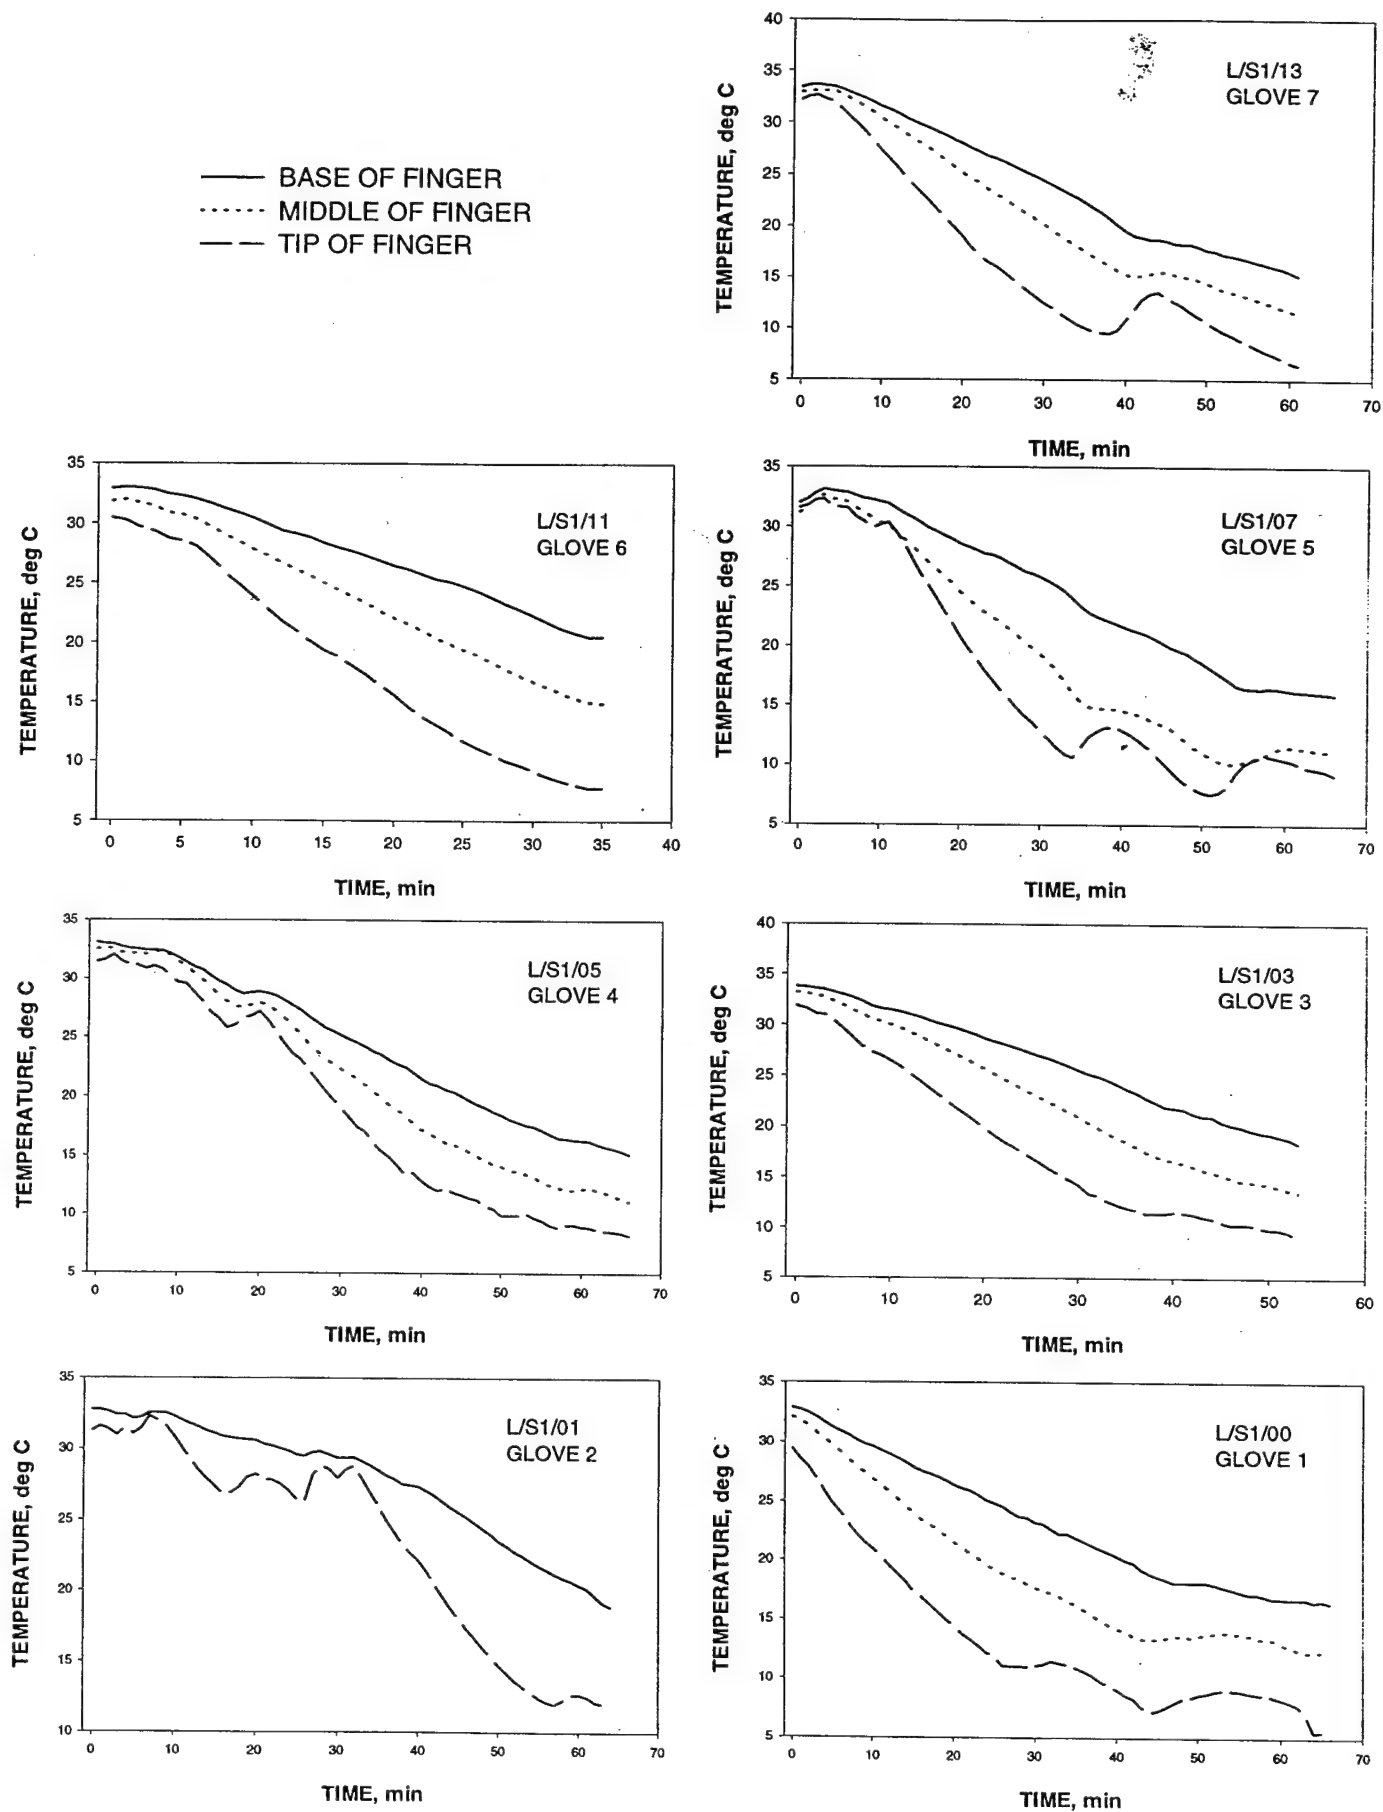 BASE OF FINGER
MIDDLE OF FINGER
TIP OF FINGER
40
35
30
25
20
15
10
5
TEMPERATURE, deg C
L/S1/13
GLOVE 7
0 10 20 30 40 50 60 70
TIME, min
35
30
25
20
15
10
5
TEMPERATURE, deg C
L/S1/11
GLOVE 6
0 5 10 15 20 25 30 35 40
TIME, min
35
30
25
20
15
10
5
TEMPERATURE, deg C
L/S1/07
GLOVE 5
0 10 20 30 40 50 60 70
TIME, min
35
30
25
20
15
10
5
TEMPERATURE, deg C
L/S1/05
GLOVE 4
0 10 20 30 40 50 60 70
TIME, min
40
35
30
25
20
15
10
5
TEMPERATURE, deg C
L/S1/03
GLOVE 3
0 10 20 30 40 50 60
TIME, min
35
30
25
20
15
10
TEMPERATURE, deg C
L/S1/01
GLOVE 2
0 10 20 30 40 50 60 70
TIME, min
35
30
25
20
15
10
5
TEMPERATURE, deg C
L/S1/00
GLOVE 1
0 10 20 30 40 50 60 70
TIME, min